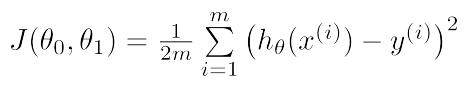 J(θ₀, θ₁) = 1/2m ∑_{i=1}^{m} (h_θ(x^{(i)}) − y^{(i)})²